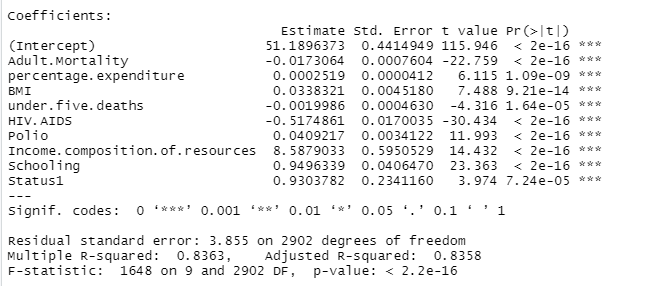 Coefficients:
Estimate Std. Error t value Pr(>|t|)
(Intercept) 51.1896373 0.4414949 115.946 < 2e-16 ***
Adult.Mortality -0.0173064 0.0007604 -22.759 < 2e-16 ***
percentage.expenditure 0.0002519 0.0000412 6.115 1.09e-09 ***
BMI 0.0338321 0.0045180 7.488 9.21e-14 ***
under.five.deaths -0.0019986 0.0004630 -4.316 1.64e-05 ***
HIV.AIDS -0.5174861 0.0170035 -30.434 < 2e-16 ***
Polio 0.0409217 0.0034122 11.993 < 2e-16 ***
Income.composition.of.resources 8.5879033 0.5950529 14.432 < 2e-16 ***
Schooling 0.9496339 0.0406470 23.363 < 2e-16 ***
Status1 0.9303782 0.2341160 3.974 7.24e-05 ***
---
Signif. codes: 0 ‘***’ 0.001 ‘**’ 0.01 ‘*’ 0.05 ‘.’ 0.1 ‘ ’ 1
Residual standard error: 3.855 on 2902 degrees of freedom
Multiple R-squared: 0.8363, Adjusted R-squared: 0.8358
F-statistic: 1648 on 9 and 2902 DF, p-value: < 2.2e-16